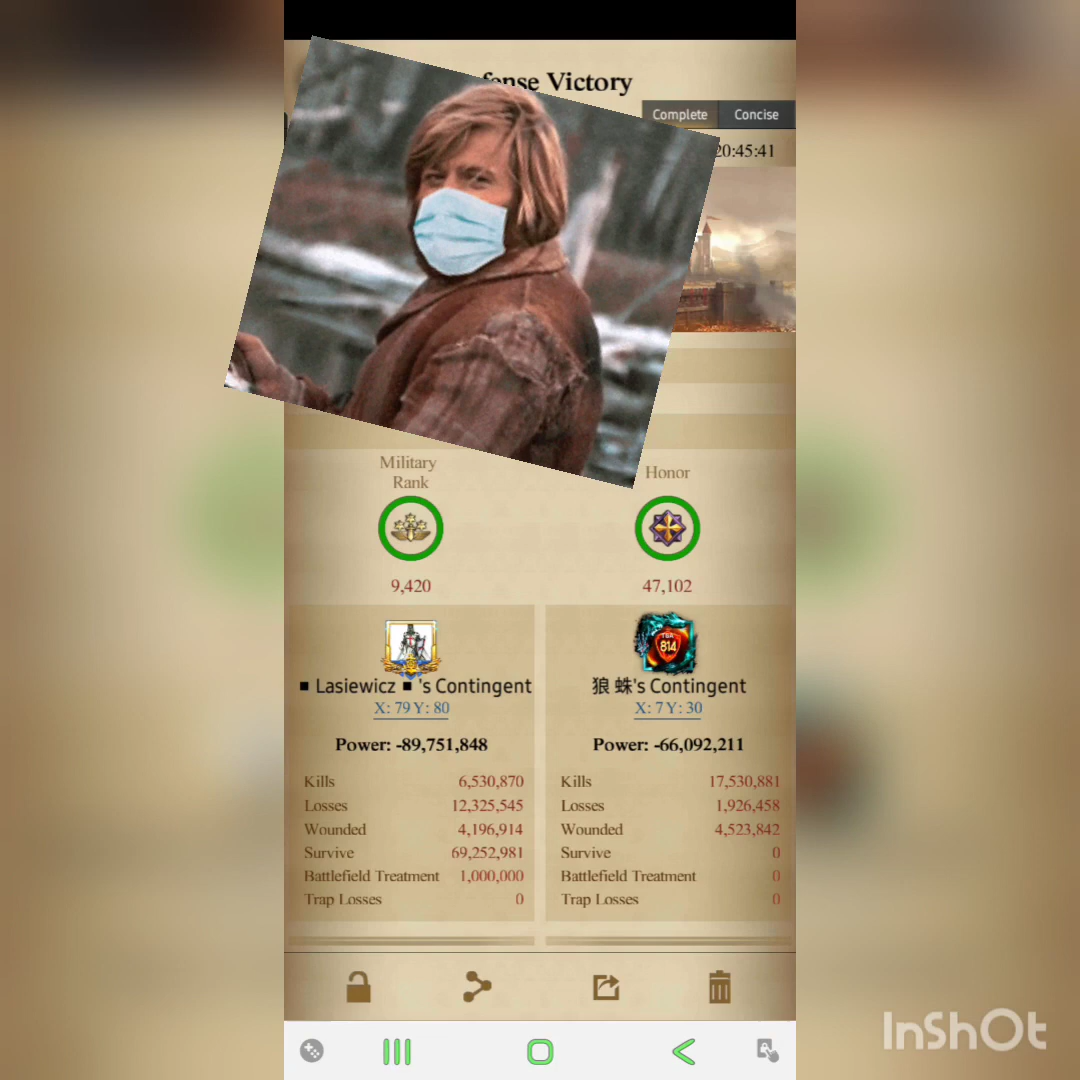 fense Victory
Complete Concise
20:45:41
Military
Rank
Honor
9,420 47,102
TBA
814
■ Lasiewicz ■ 's Contingent
X: 79 Y: 80
Power: -89,751,848
Kills 6,530,870
Losses 12,325,545
Wounded 4,196,914
Survive 69,252,981
Battlefield Treatment 1,000,000
Trap Losses 0
狼 蛛's Contingent
X: 7 Y: 30
Power: -66,092,211
Kills 17,530,881
Losses 1,926,458
Wounded 4,523,842
Survive 0
Battlefield Treatment 0
Trap Losses 0
InShOt